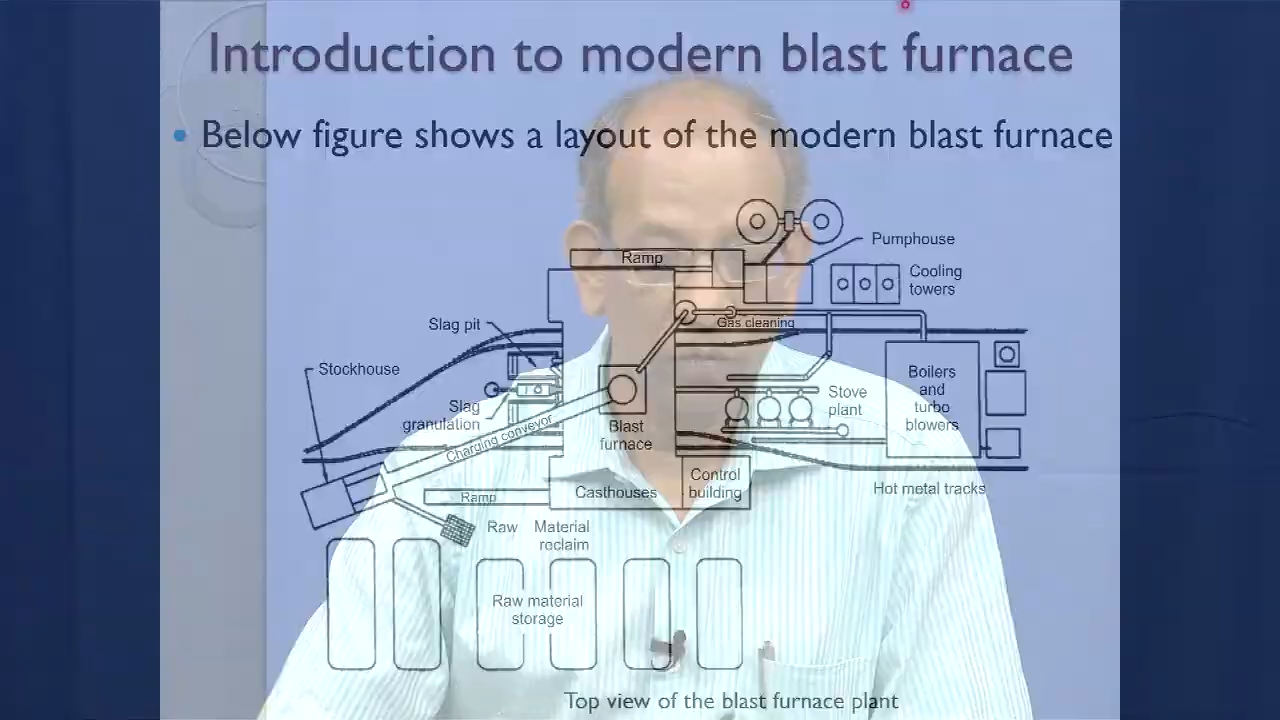 Introduction to modern blast furnace
• Below figure shows a layout of the modern blast furnace
Pumphouse
Ramp
Cooling
towers
Slag pit
Gas cleaning
Stockhouse
Boilers
and
turbo
blowers
Stove
plant
Slag
granulation
Charging conveyor
Blast
furnace
Control
building
Casthouses
Ramp
Hot metal tracks
Raw Material
reclaim
Raw material
storage
Top view of the blast furnace plant